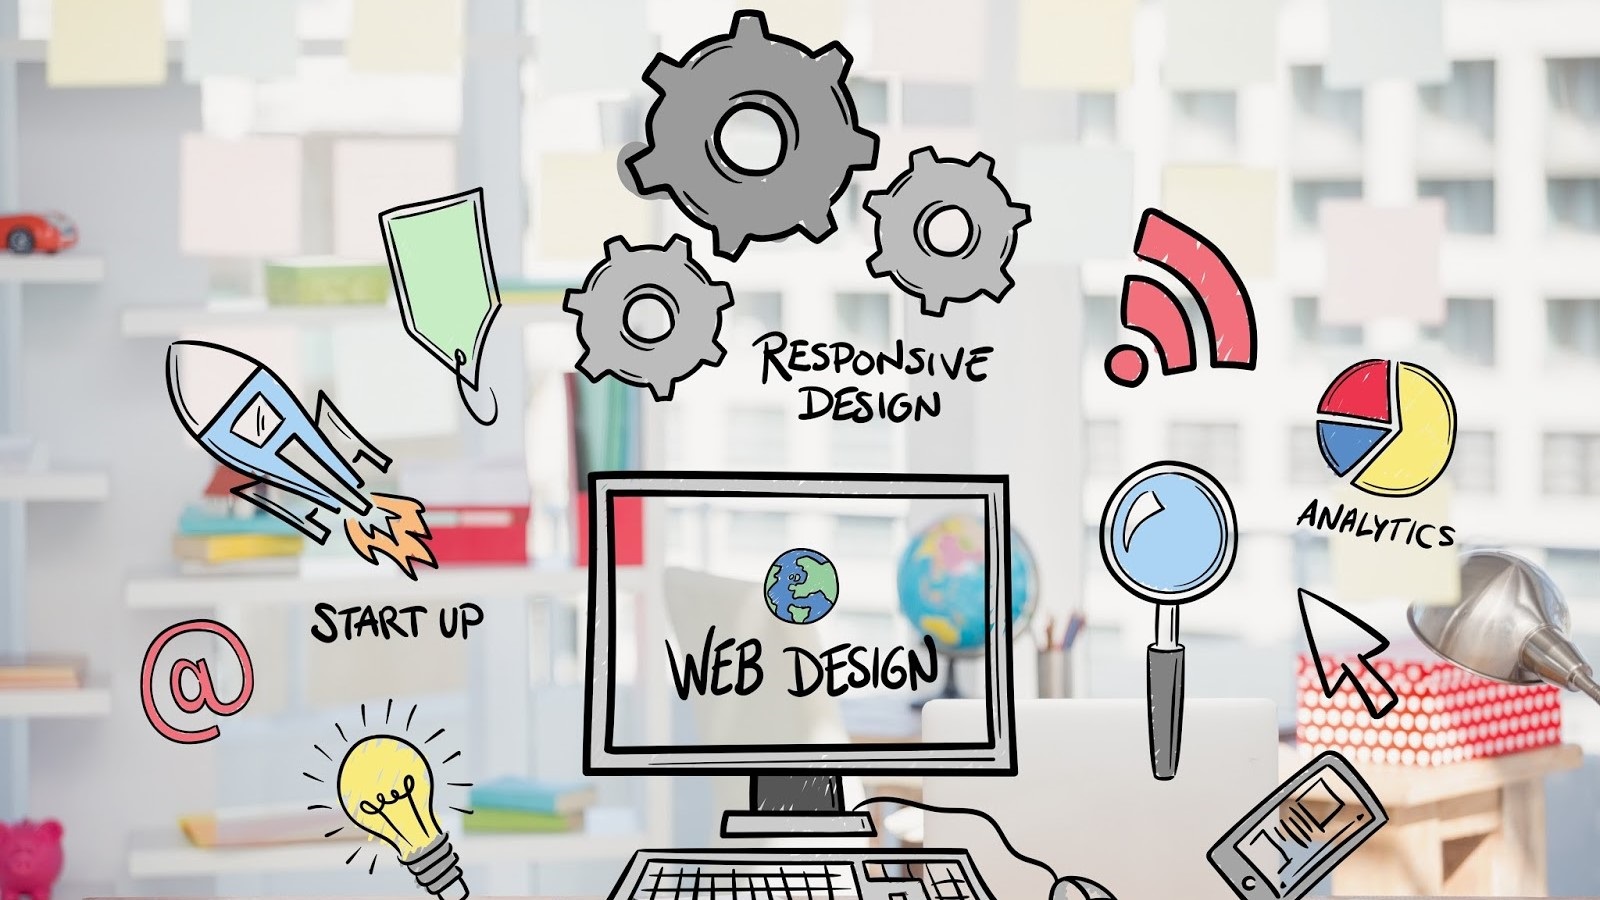 RESPONSIVE
DESIGN
ANALYTICS
START UP
@
WEB DESIGN